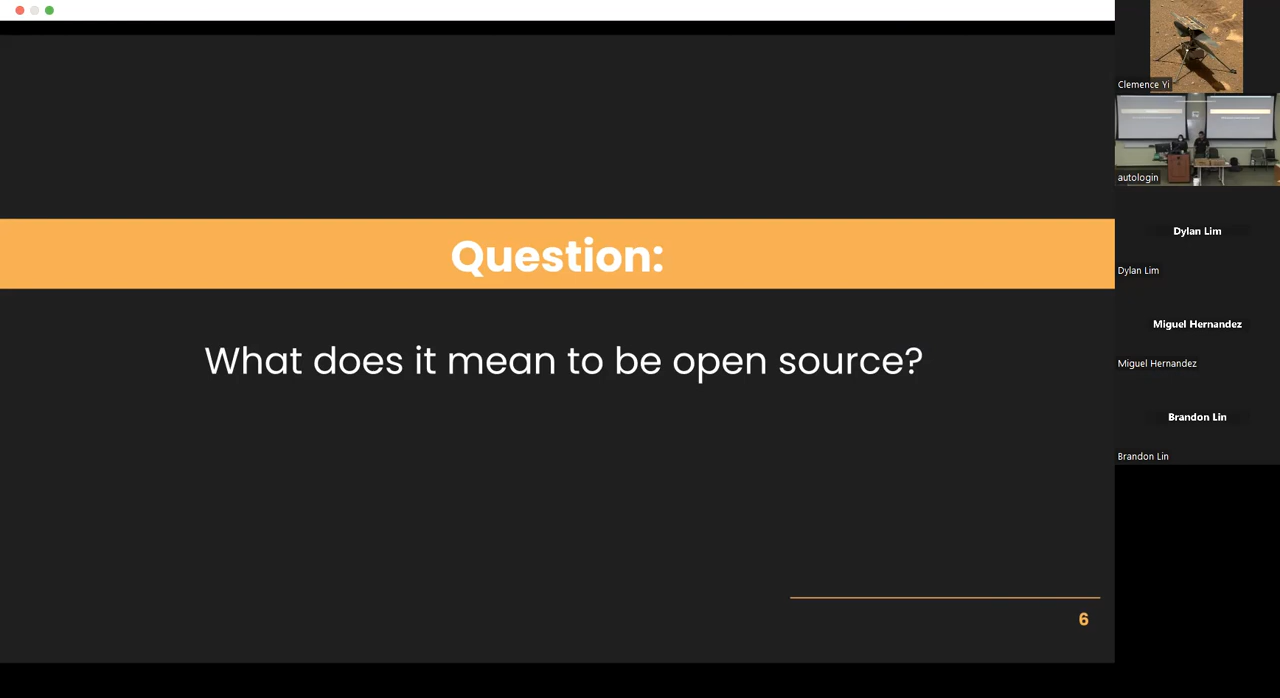 Question:
What does it mean to be open source?
6
Clemence Yi
autologin
Dylan Lim
Dylan Lim
Miguel Hernandez
Miguel Hernandez
Brandon Lin
Brandon Lin